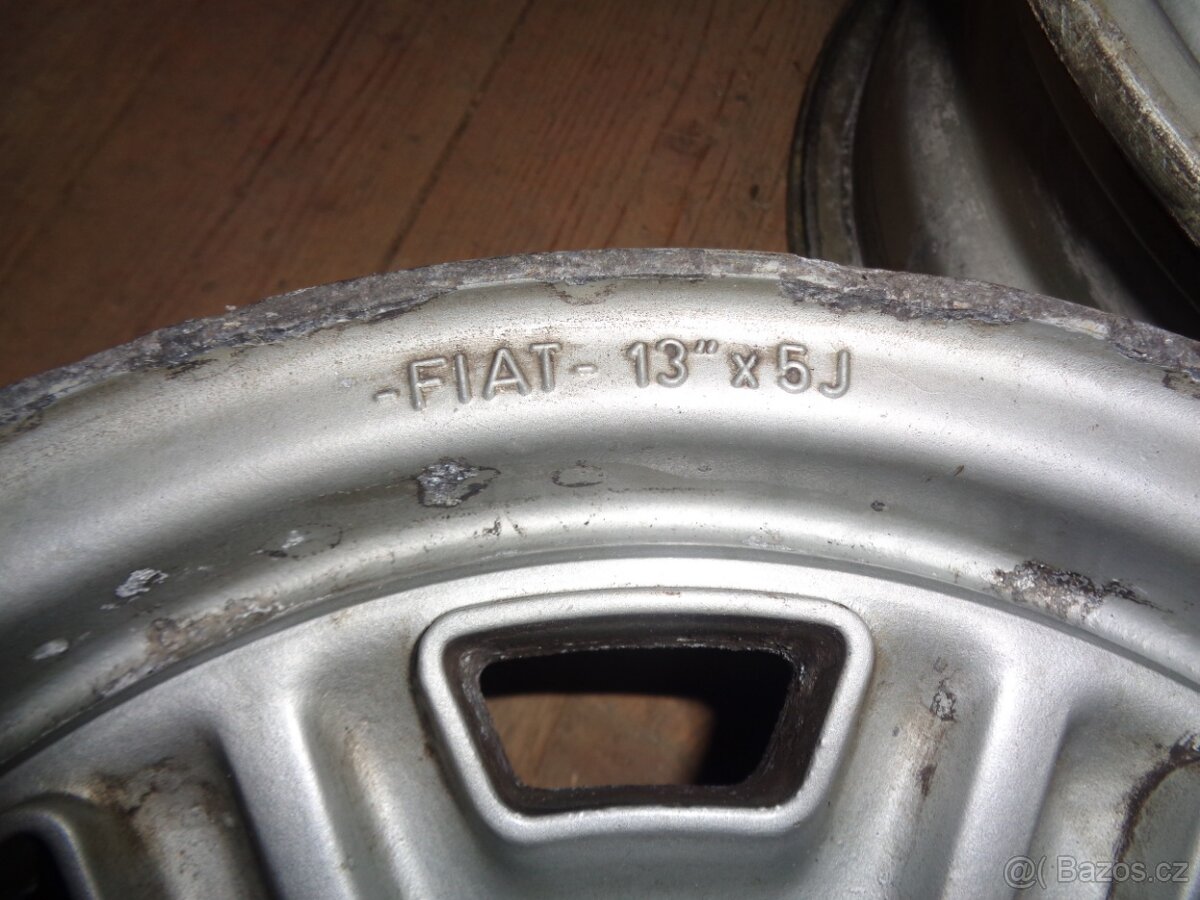 -FIAT- 13" x 5J
@( Bazos.cz